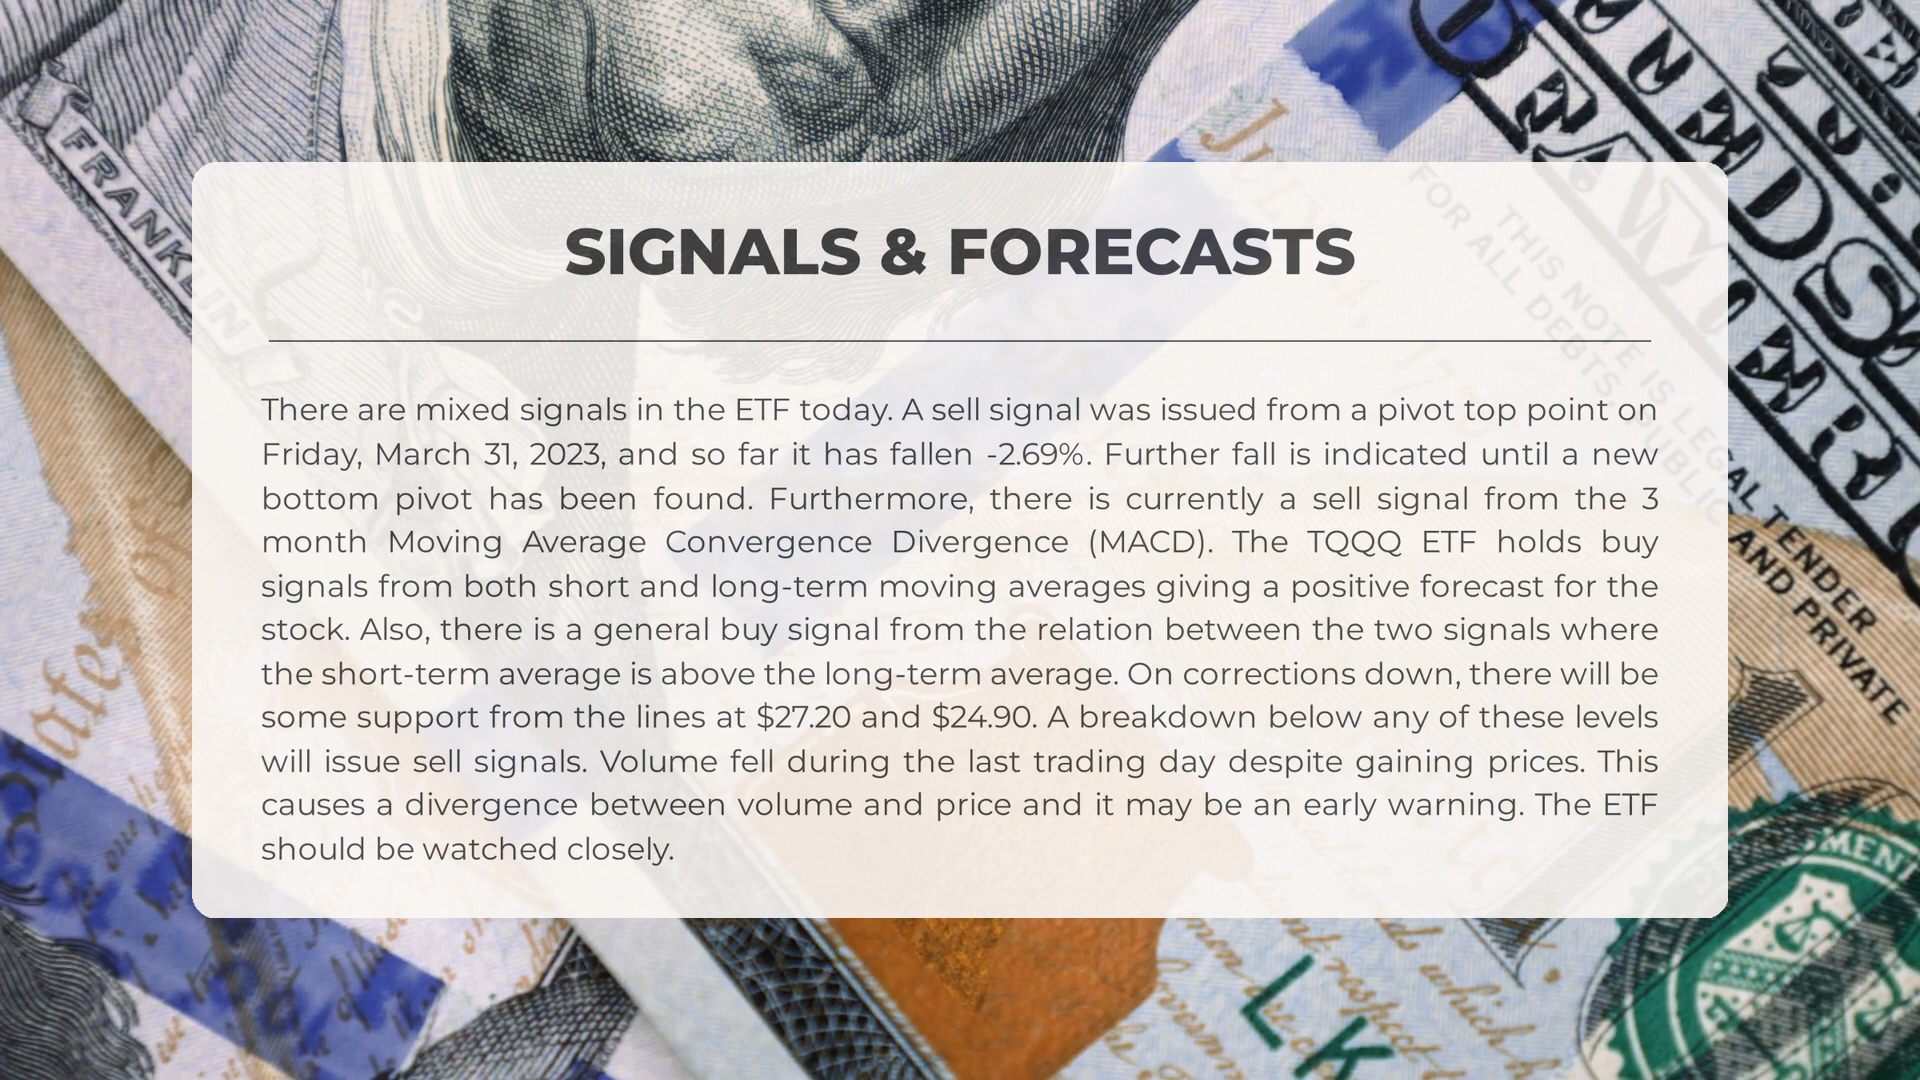 FRANKLIN
THIS NOTE IS LEGAL TENDER
FOR ALL DEBTS, PUBLIC AND PRIVATE
SIGNALS & FORECASTS
There are mixed signals in the ETF today. A sell signal was issued from a pivot top point on
Friday, March 31, 2023, and so far it has fallen -2.69%. Further fall is indicated until a new
bottom pivot has been found. Furthermore, there is currently a sell signal from the 3
month Moving Average Convergence Divergence (MACD). The TQQQ ETF holds buy
signals from both short and long-term moving averages giving a positive forecast for the
stock. Also, there is a general buy signal from the relation between the two signals where
the short-term average is above the long-term average. On corrections down, there will be
some support from the lines at $27.20 and $24.90. A breakdown below any of these levels
will issue sell signals. Volume fell during the last trading day despite gaining prices. This
causes a divergence between volume and price and it may be an early warning. The ETF
should be watched closely.
LK